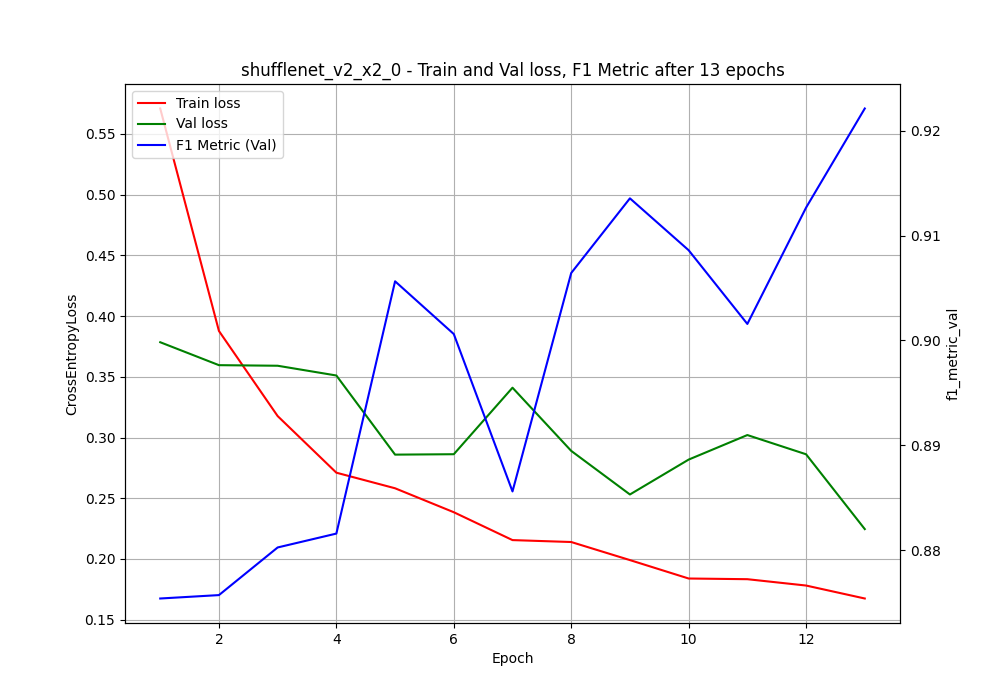 shufflenet_v2_x2_0 - Train and Val loss, F1 Metric after 13 epochs
Train loss
Val loss
F1 Metric (Val)
CrossEntropyLoss
0.55
0.50
0.45
0.40
0.35
0.30
0.25
0.20
0.15
0.92
0.91
0.90
0.89
0.88
f1_metric_val
2 4 6 8 10 12
Epoch